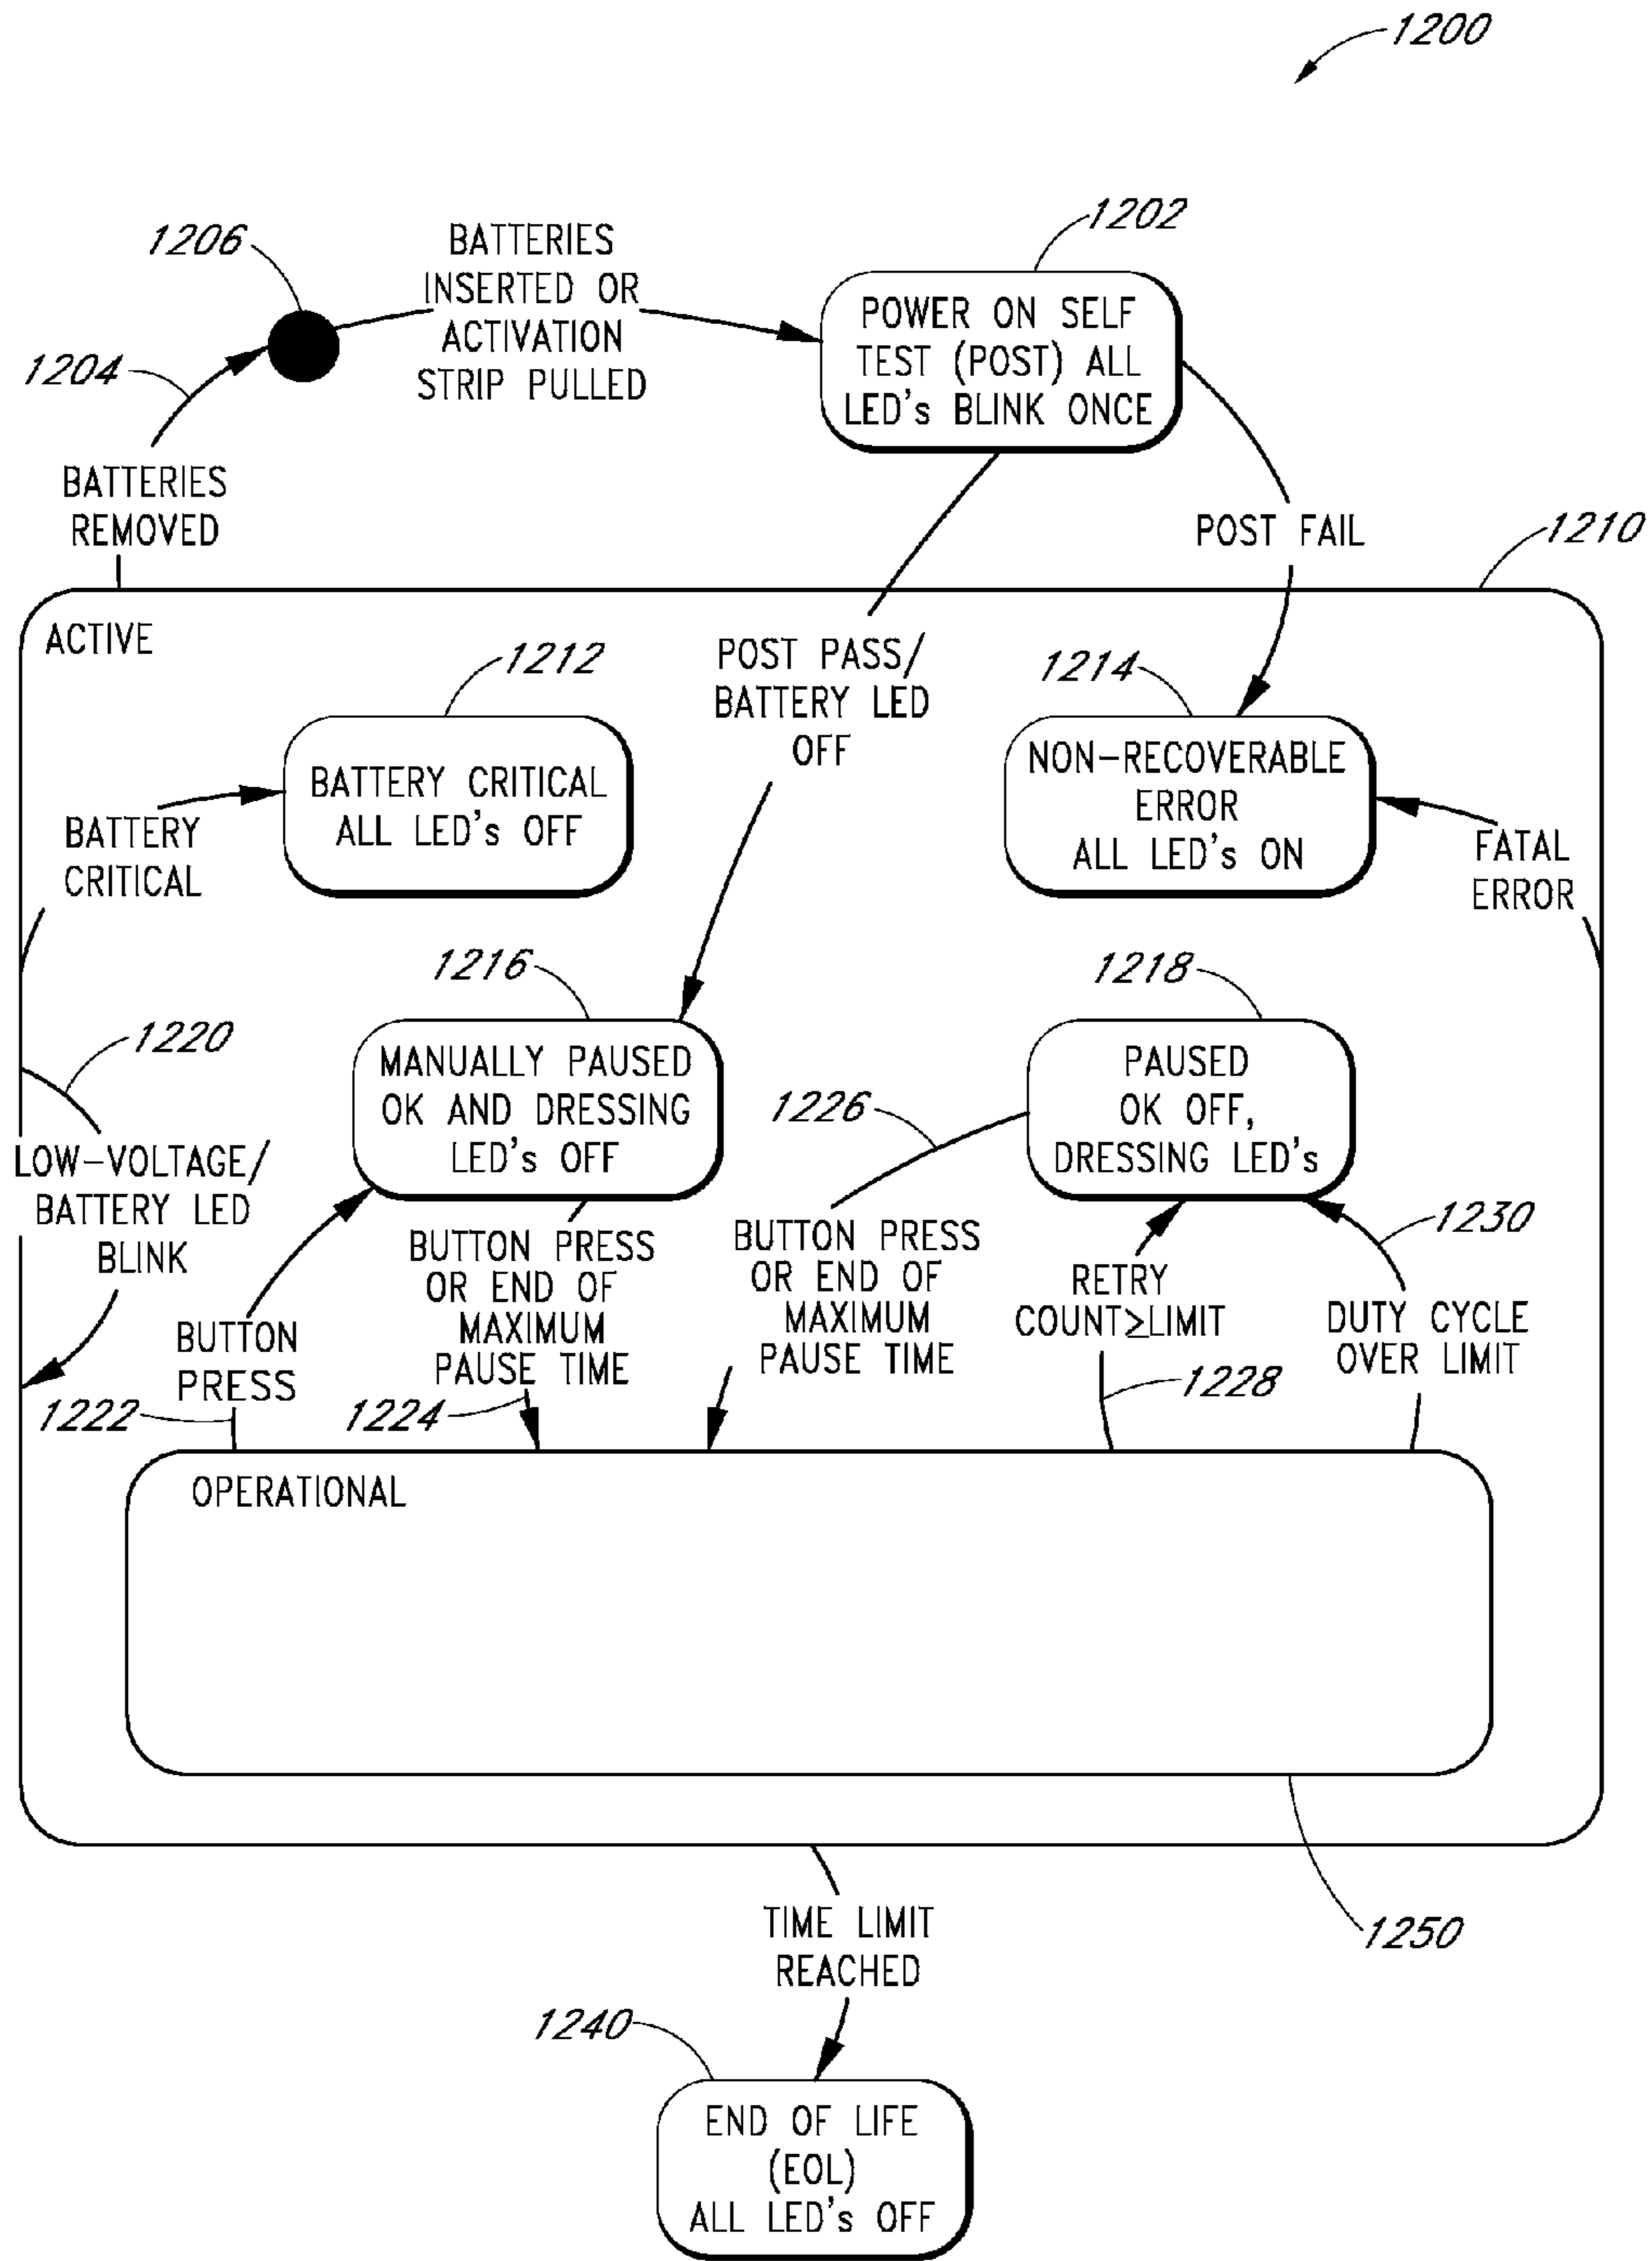 1200
1202
1206
BATTERIES
INSERTED OR
ACTIVATION
STRIP PULLED
POWER ON SELF
TEST (POST) ALL
LED's BLINK ONCE
1204
BATTERIES
REMOVED
POST FAIL
1210
ACTIVE
1212
POST PASS/
BATTERY LED
OFF
1214
BATTERY CRITICAL
ALL LED's OFF
NON-RECOVERABLE
ERROR
ALL LED's ON
BATTERY
CRITICAL
FATAL
ERROR
1216
1218
1220
MANUALLY PAUSED
OK AND DRESSING
LED's OFF
1226
PAUSED
OK OFF,
DRESSING LED's
LOW-VOLTAGE/
BATTERY LED
BLINK
1230
BUTTON PRESS
OR END OF
MAXIMUM
PAUSE TIME
BUTTON PRESS
OR END OF
MAXIMUM
PAUSE TIME
RETRY
COUNT≥LIMIT
DUTY CYCLE
OVER LIMIT
BUTTON
PRESS
1222
1224
1228
OPERATIONAL
1250
TIME LIMIT
REACHED
1240
END OF LIFE
(EOL)
ALL LED's OFF